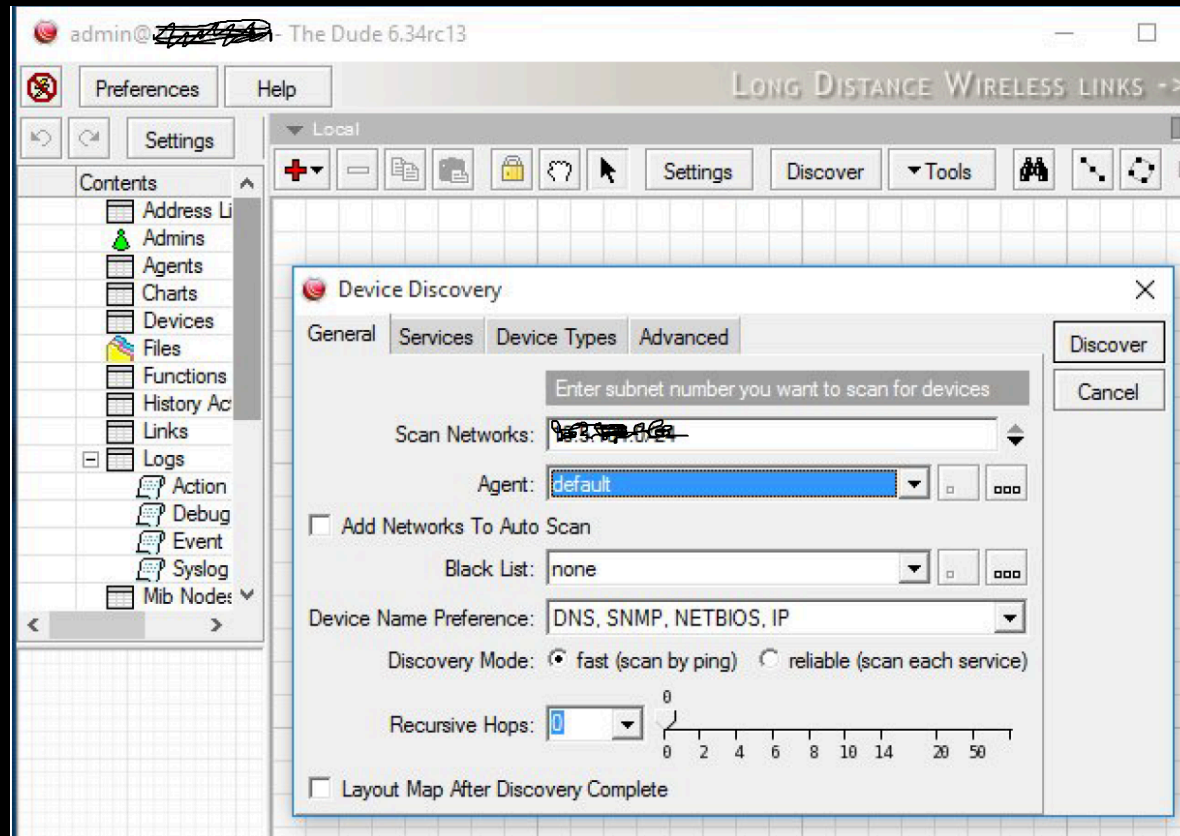 admin@ - The Dude 6.34rc13
Preferences Help LONG DISTANCE WIRELESS LINKS ->
Settings
Local
Settings Discover Tools
Contents
Address Li
Admins
Agents
Charts
Devices
Files
Functions
History Ac
Links
Logs
Action
Debug
Event
Syslog
Mib Nodes
Device Discovery
General Services Device Types Advanced
Discover
Cancel
Enter subnet number you want to scan for devices
Scan Networks:
Agent: default
Add Networks To Auto Scan
Black List: none
Device Name Preference: DNS, SNMP, NETBIOS, IP
Discovery Mode: fast (scan by ping) reliable (scan each service)
0
Recursive Hops: 0
0 2 4 6 8 10 14 20 50
Layout Map After Discovery Complete